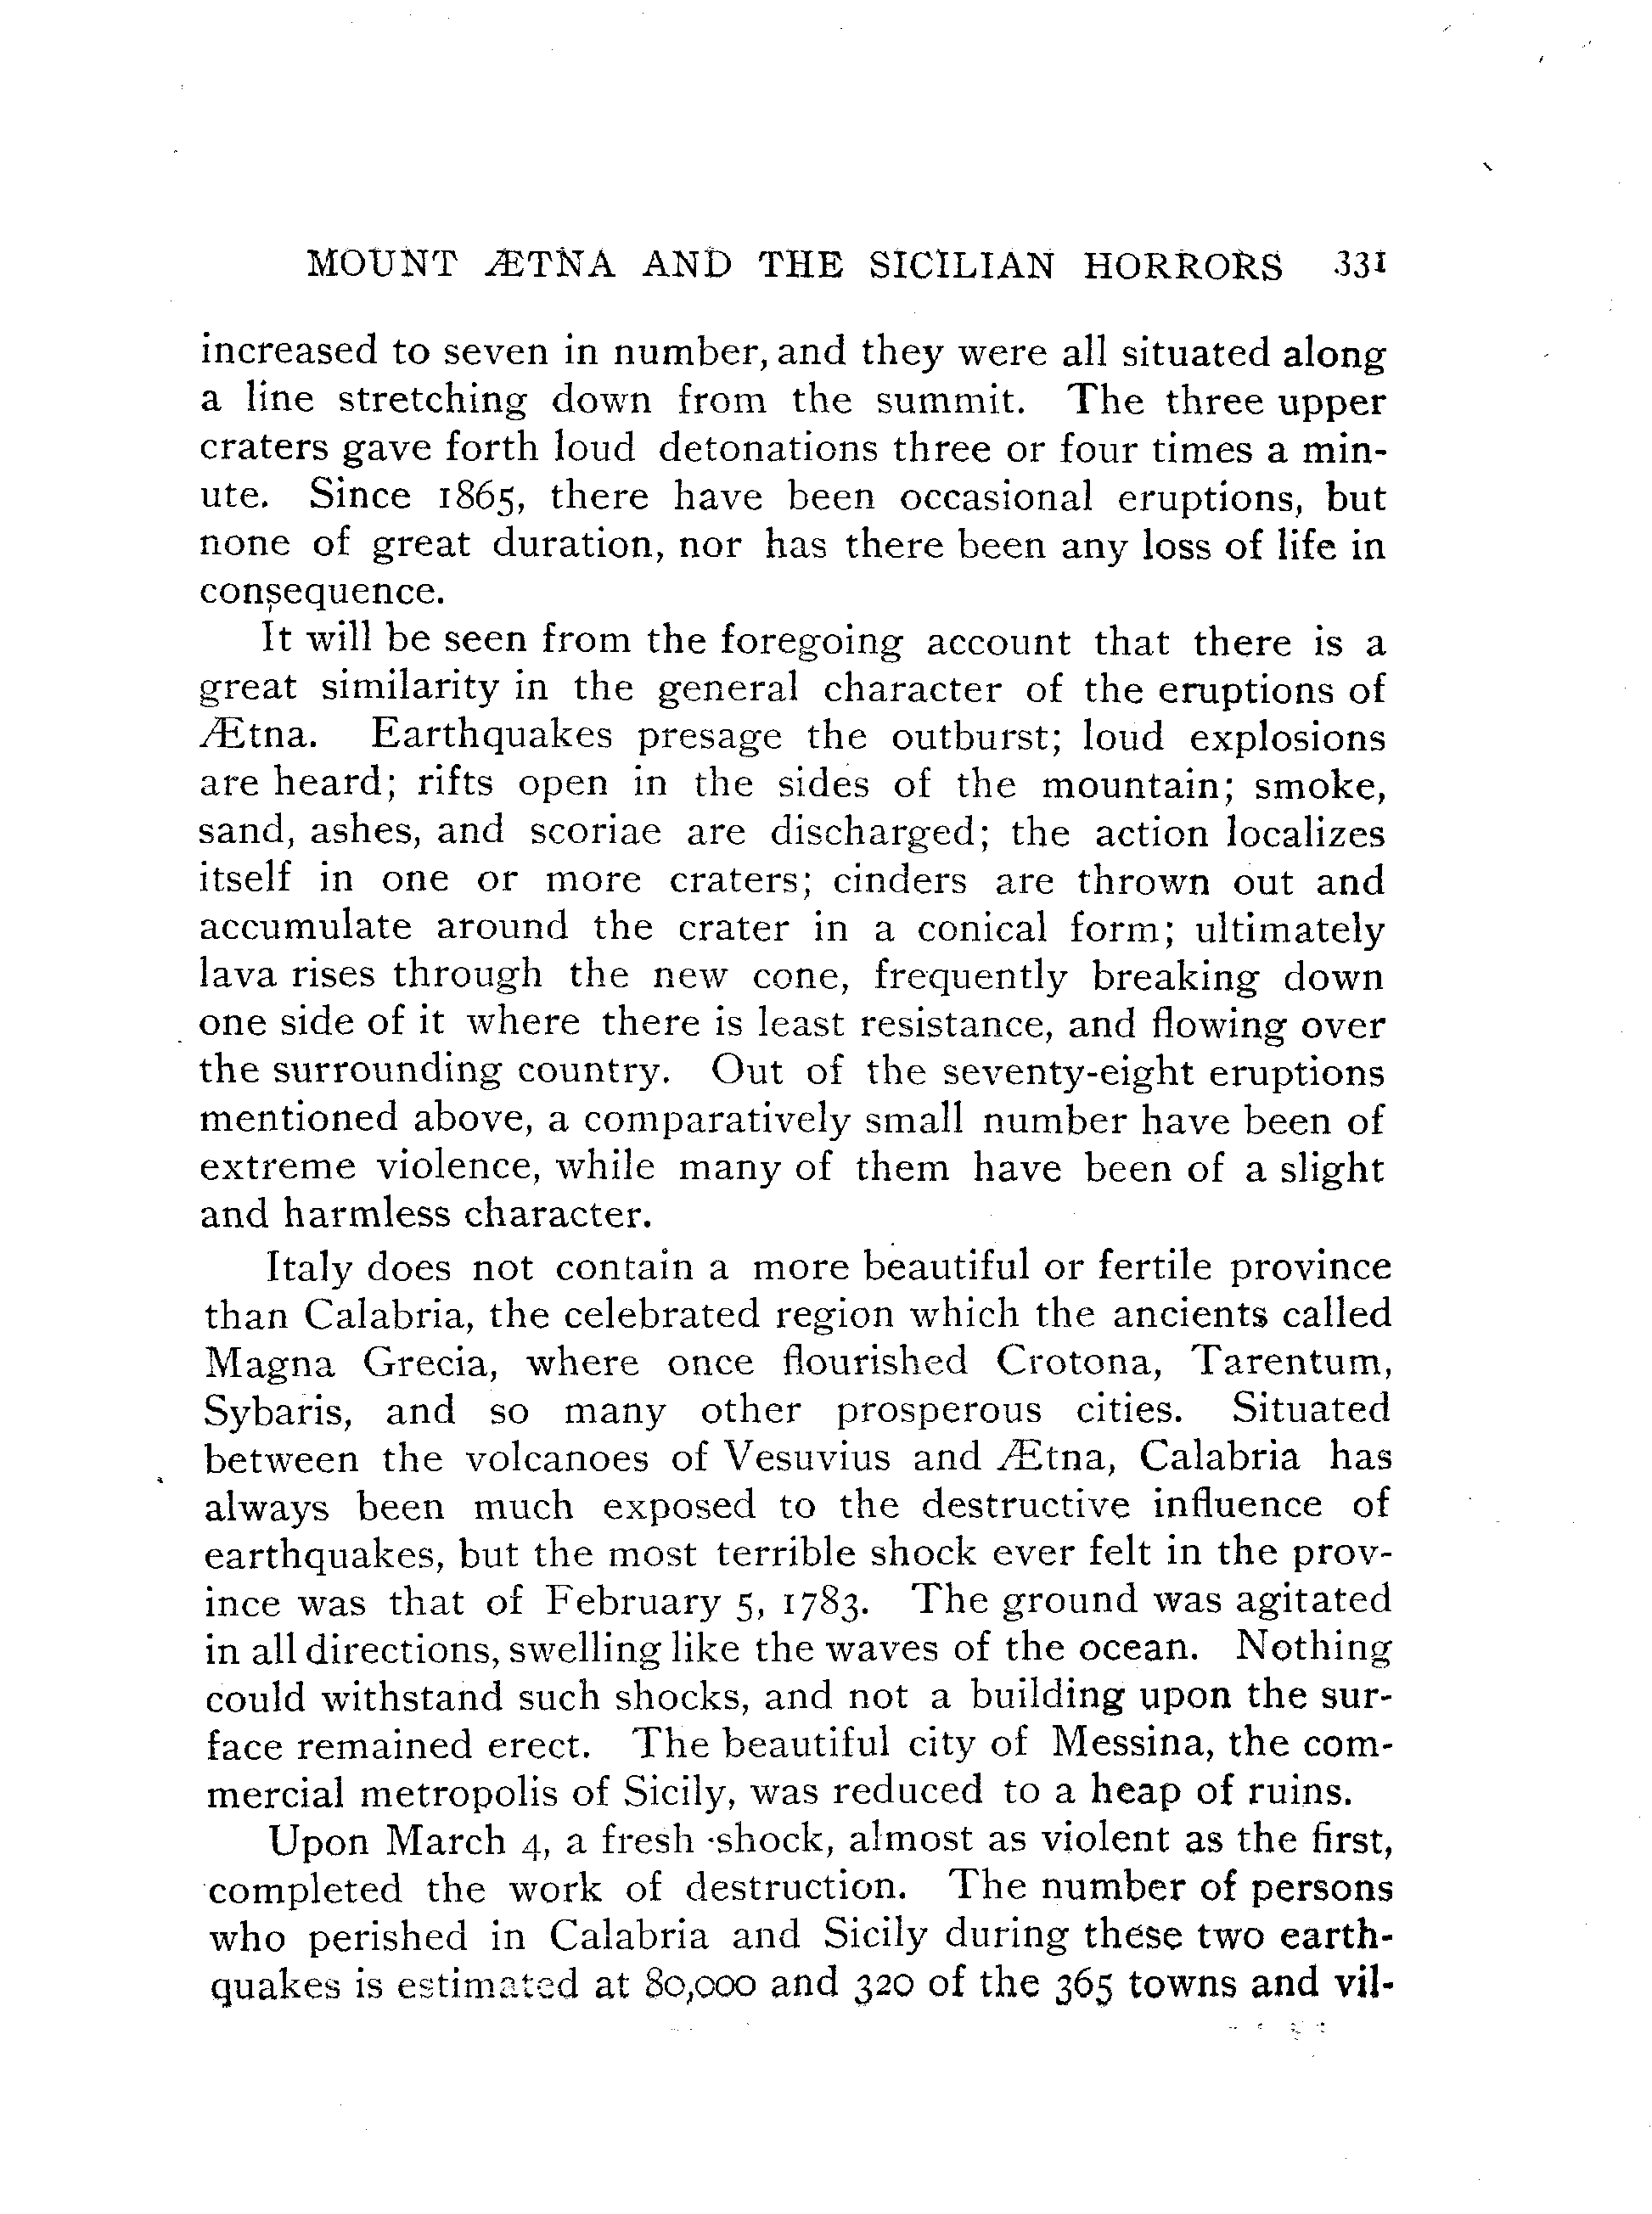 MOUNT ÆTNA AND THE SICILIAN HORRORS 331
increased to seven in number, and they were all situated along
a line stretching down from the summit. The three upper
craters gave forth loud detonations three or four times a min-
ute. Since 1865, there have been occasional eruptions, but
none of great duration, nor has there been any loss of life in
consequence.
It will be seen from the foregoing account that there is a
great similarity in the general character of the eruptions of
Ætna. Earthquakes presage the outburst; loud explosions
are heard; rifts open in the sides of the mountain; smoke,
sand, ashes, and scoriae are discharged; the action localizes
itself in one or more craters; cinders are thrown out and
accumulate around the crater in a conical form; ultimately
lava rises through the new cone, frequently breaking down
one side of it where there is least resistance, and flowing over
the surrounding country. Out of the seventy-eight eruptions
mentioned above, a comparatively small number have been of
extreme violence, while many of them have been of a slight
and harmless character.
Italy does not contain a more beautiful or fertile province
than Calabria, the celebrated region which the ancients called
Magna Grecia, where once flourished Crotona, Tarentum,
Sybaris, and so many other prosperous cities. Situated
between the volcanoes of Vesuvius and Ætna, Calabria has
always been much exposed to the destructive influence of
earthquakes, but the most terrible shock ever felt in the prov-
ince was that of February 5, 1783. The ground was agitated
in all directions, swelling like the waves of the ocean. Nothing
could withstand such shocks, and not a building upon the sur-
face remained erect. The beautiful city of Messina, the com-
mercial metropolis of Sicily, was reduced to a heap of ruins.
Upon March 4, a fresh shock, almost as violent as the first,
completed the work of destruction. The number of persons
who perished in Calabria and Sicily during these two earth-
quakes is estimated at 80,000 and 320 of the 365 towns and vil-